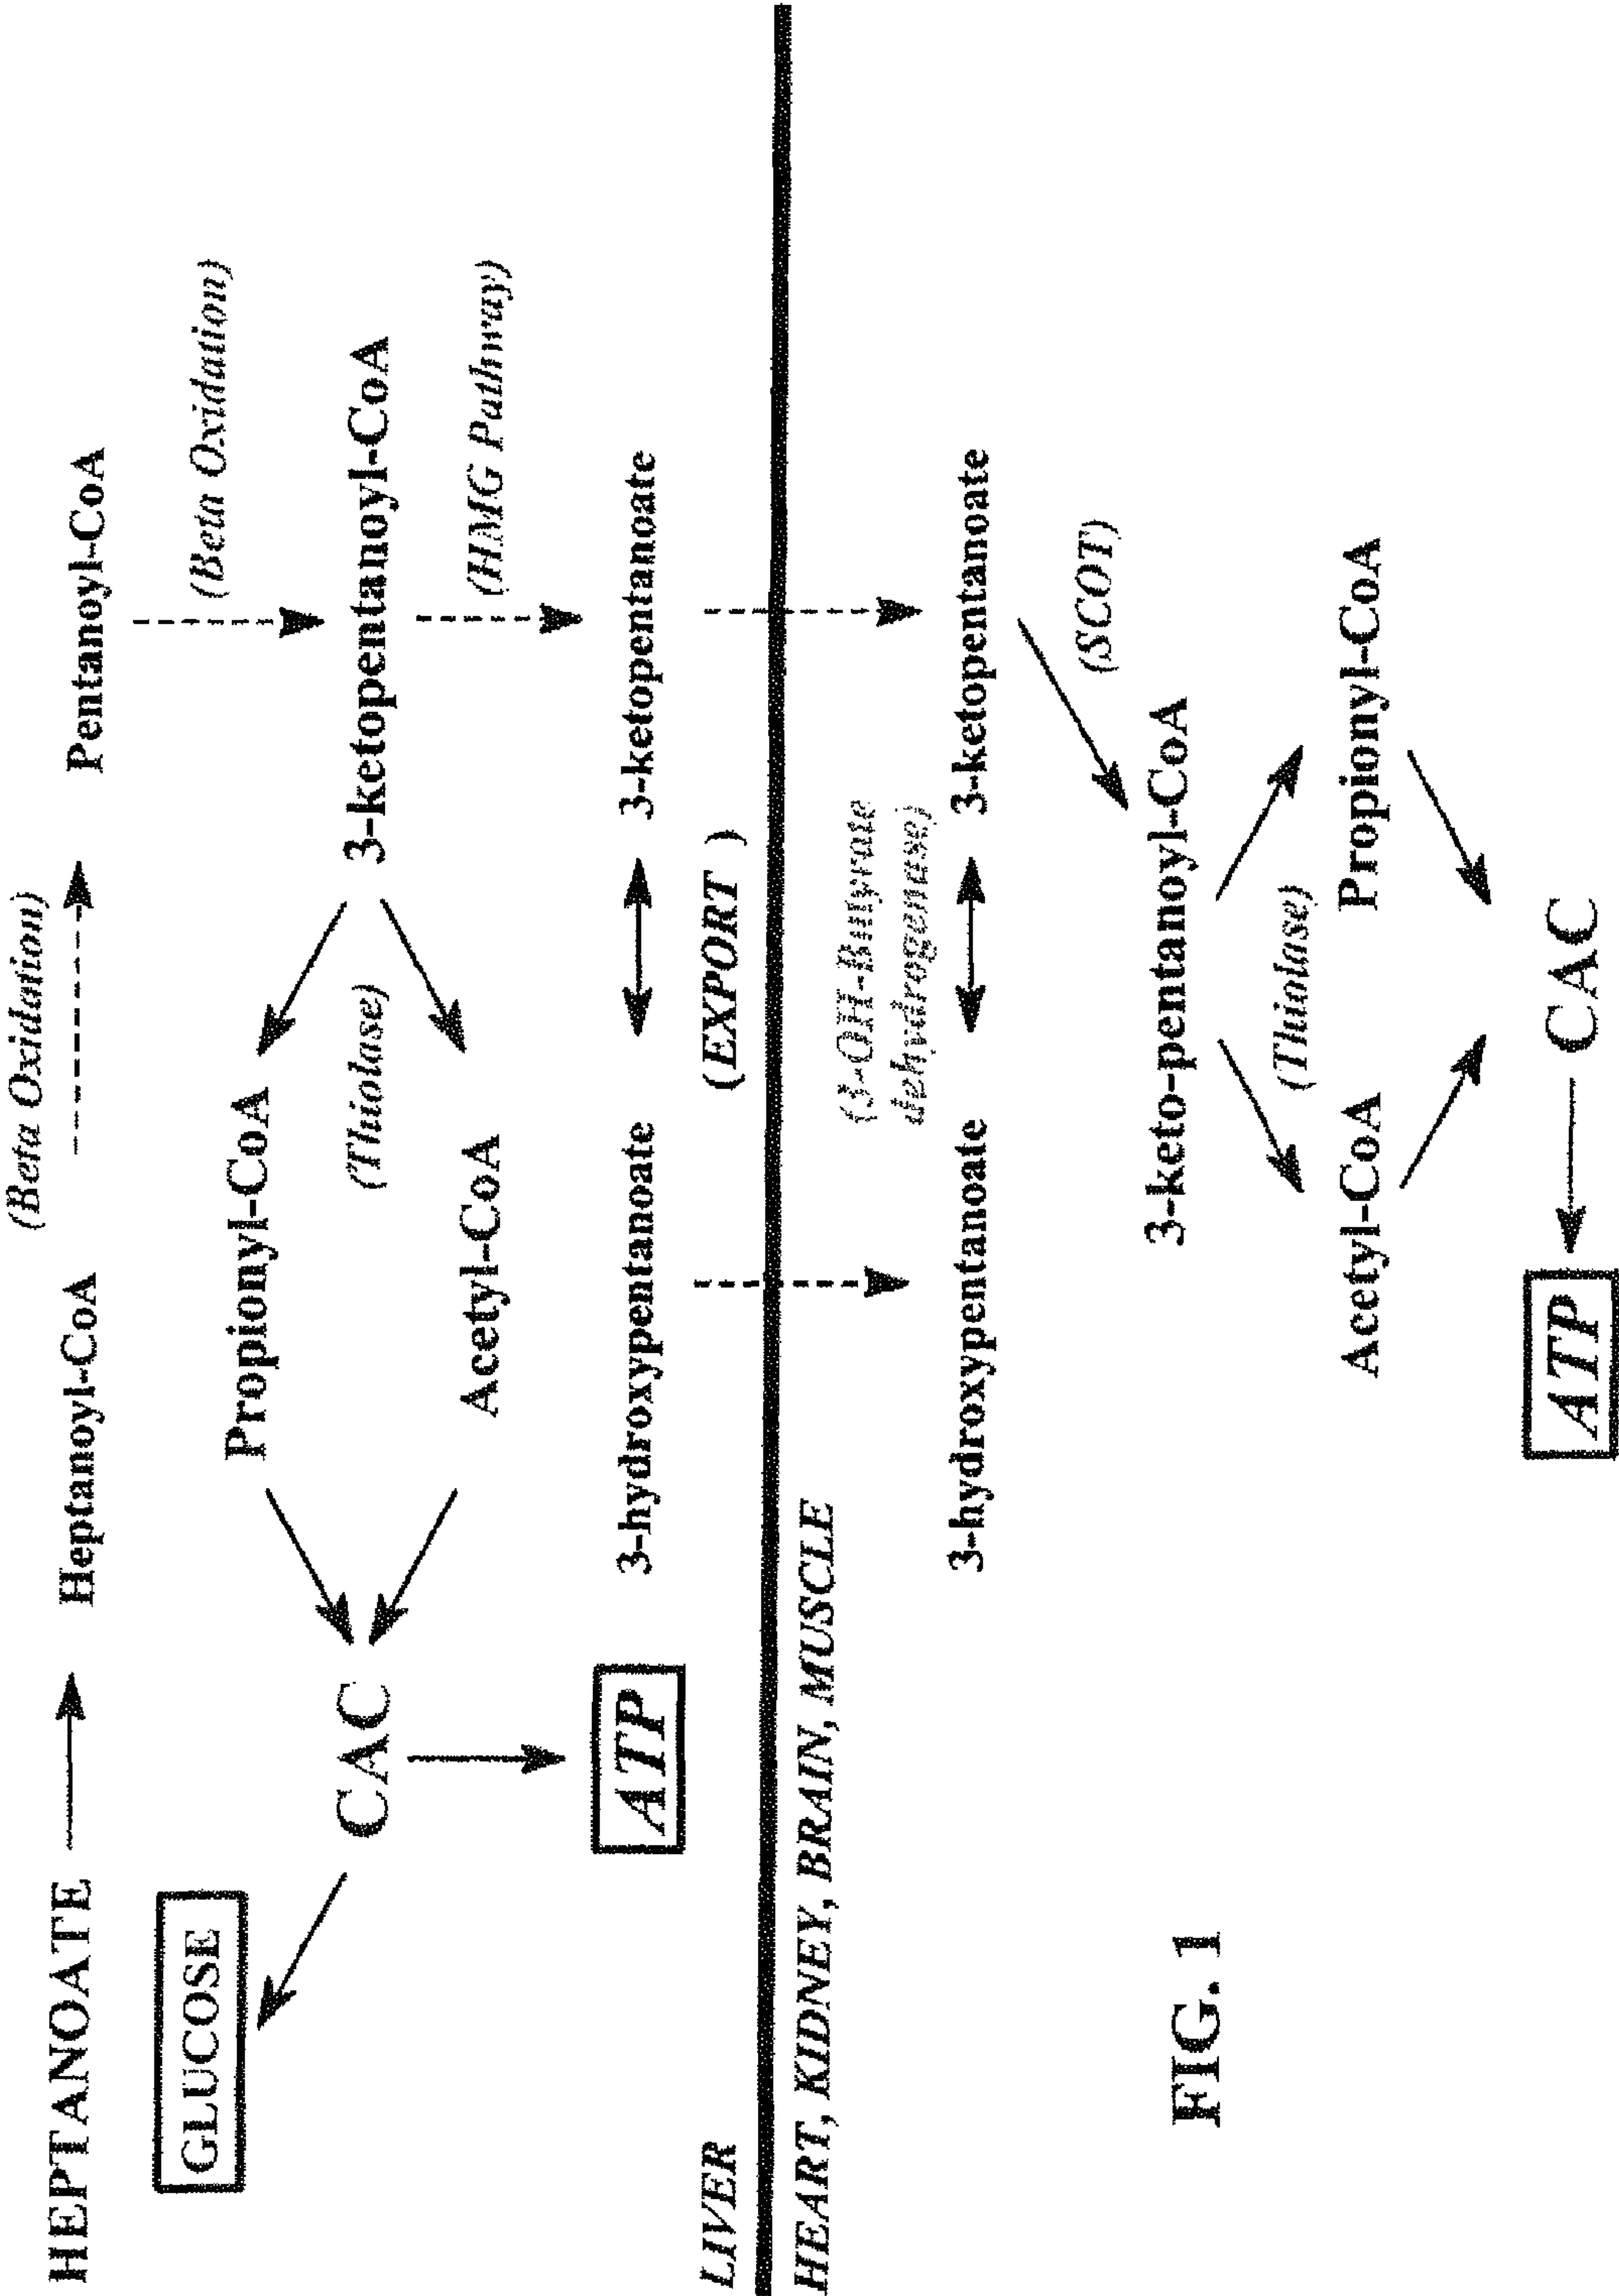 (Beta Oxidation)
HEPTANOATE
Heptanoyl-CoA
Pentanoyl-CoA
(Beta Oxidation)
GLUCOSE
Propionyl-CoA
CAC
(Thiolase)
3-ketopentanoyl-CoA
Acetyl-CoA
(HMG Pathway)
ATP
3-hydroxypentanoate
3-ketopentanoate
LIVER
(EXPORT )
HEART, KIDNEY, BRAIN, MUSCLE
(3-OH-Butyrate
dehydrogenase)
3-hydroxypentanoate
3-ketopentanoate
(SCOT)
3-keto-pentanoyl-CoA
FIG. 1
(Thiolase)
Acetyl-CoA
Propionyl-CoA
ATP
CAC